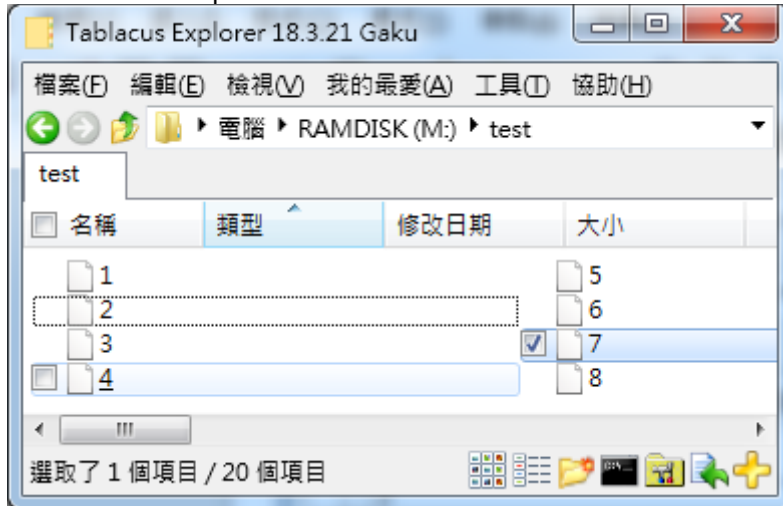 Tablacus Explorer 18.3.21 Gaku
檔案(F) 編輯(E) 檢視(V) 我的最愛(A) 工具(T) 協助(H)
電腦 RAMDISK (M:) test
test
名稱 類型 修改日期 大小
1 5
2 6
3 7
4 8
選取了 1 個項目 / 20 個項目